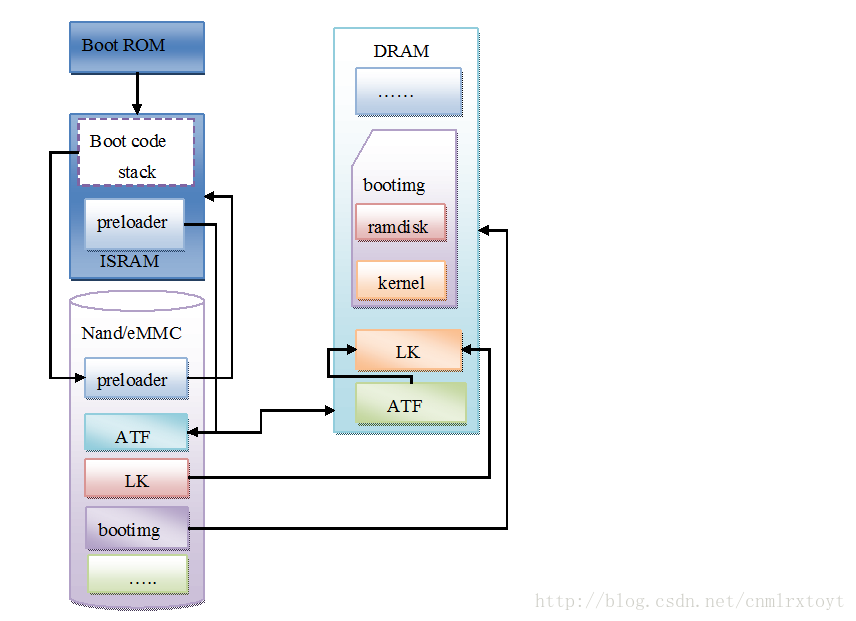 Boot ROM
Boot code
stack
preloader
ISRAM
Nand/eMMC
preloader
ATF
LK
bootimg
.....
DRAM
......
bootimg
ramdisk
kernel
LK
ATF
http://blog.csdn.net/cnmlrxtoyt